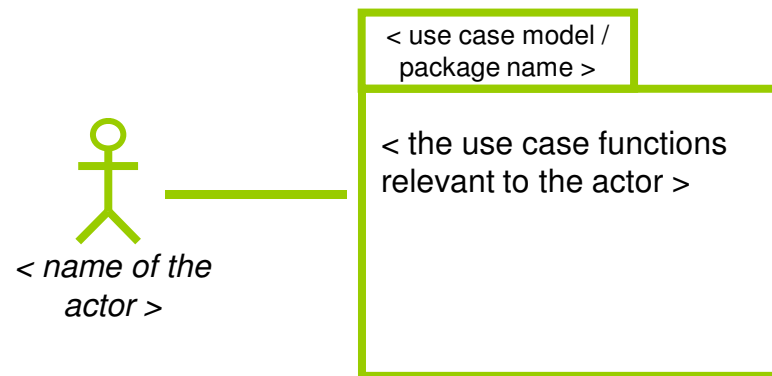 < use case model /
package name >
< the use case functions
relevant to the actor >
< name of the
actor >